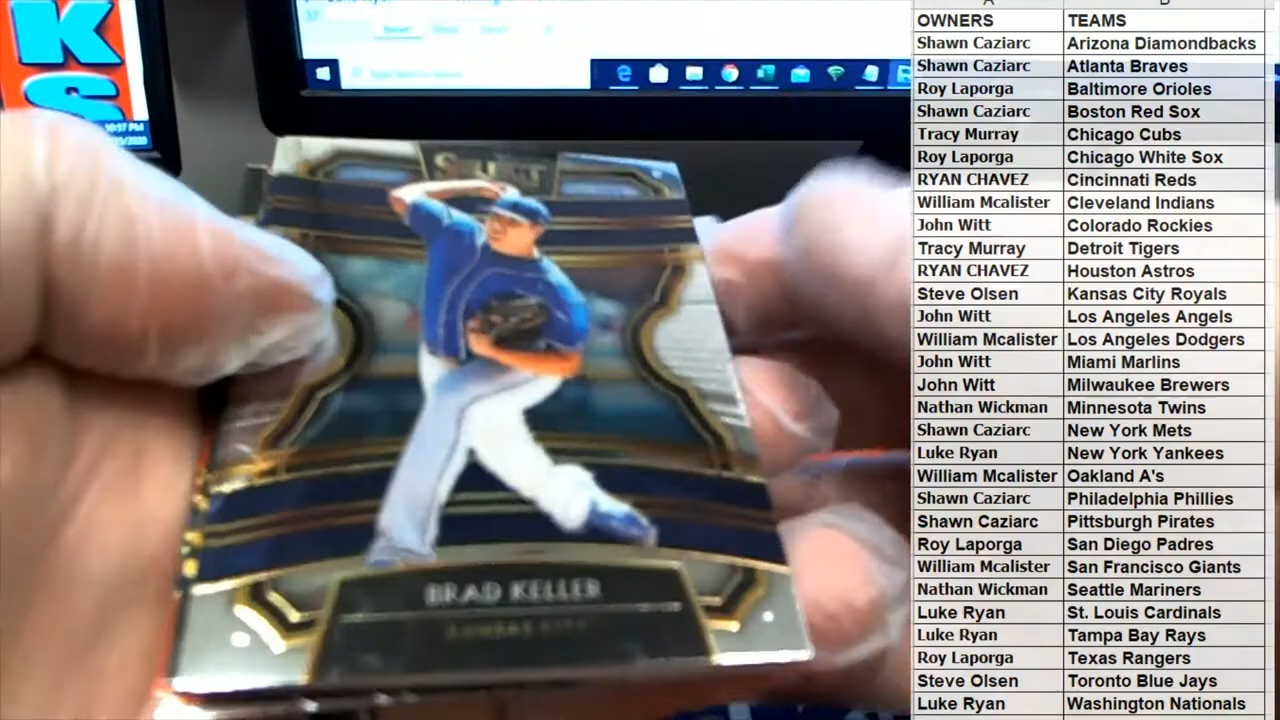 K
S
10:57 PM
SELECT
BRAD KELLER
KANSAS CITY
OWNERS TEAMS
Shawn Caziarc Arizona Diamondbacks
Shawn Caziarc Atlanta Braves
Roy Laporga Baltimore Orioles
Shawn Caziarc Boston Red Sox
Tracy Murray Chicago Cubs
Roy Laporga Chicago White Sox
RYAN CHAVEZ Cincinnati Reds
William Mcalister Cleveland Indians
John Witt Colorado Rockies
Tracy Murray Detroit Tigers
RYAN CHAVEZ Houston Astros
Steve Olsen Kansas City Royals
John Witt Los Angeles Angels
William Mcalister Los Angeles Dodgers
John Witt Miami Marlins
John Witt Milwaukee Brewers
Nathan Wickman Minnesota Twins
Shawn Caziarc New York Mets
Luke Ryan New York Yankees
William Mcalister Oakland A's
Shawn Caziarc Philadelphia Phillies
Shawn Caziarc Pittsburgh Pirates
Roy Laporga San Diego Padres
William Mcalister San Francisco Giants
Nathan Wickman Seattle Mariners
Luke Ryan St. Louis Cardinals
Luke Ryan Tampa Bay Rays
Roy Laporga Texas Rangers
Steve Olsen Toronto Blue Jays
Luke Ryan Washington Nationals